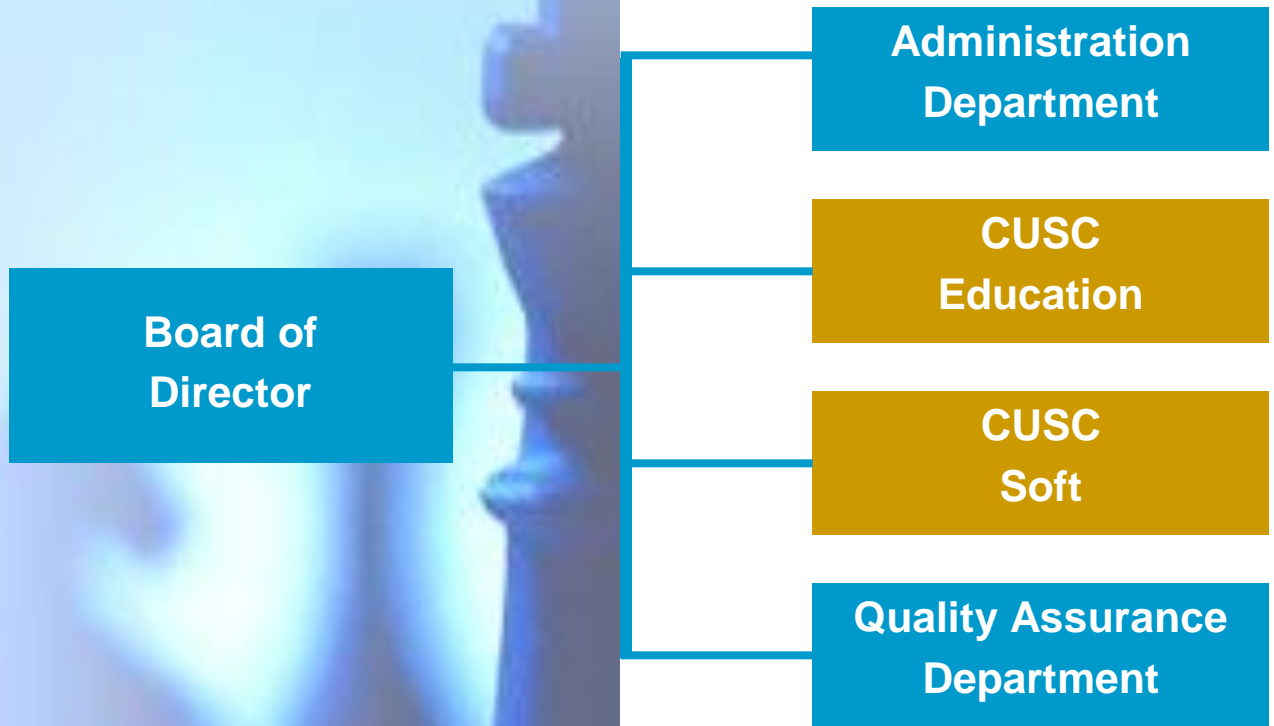 Administration
Department
CUSC
Education
Board of
Director
CUSC
Soft
Quality Assurance
Department